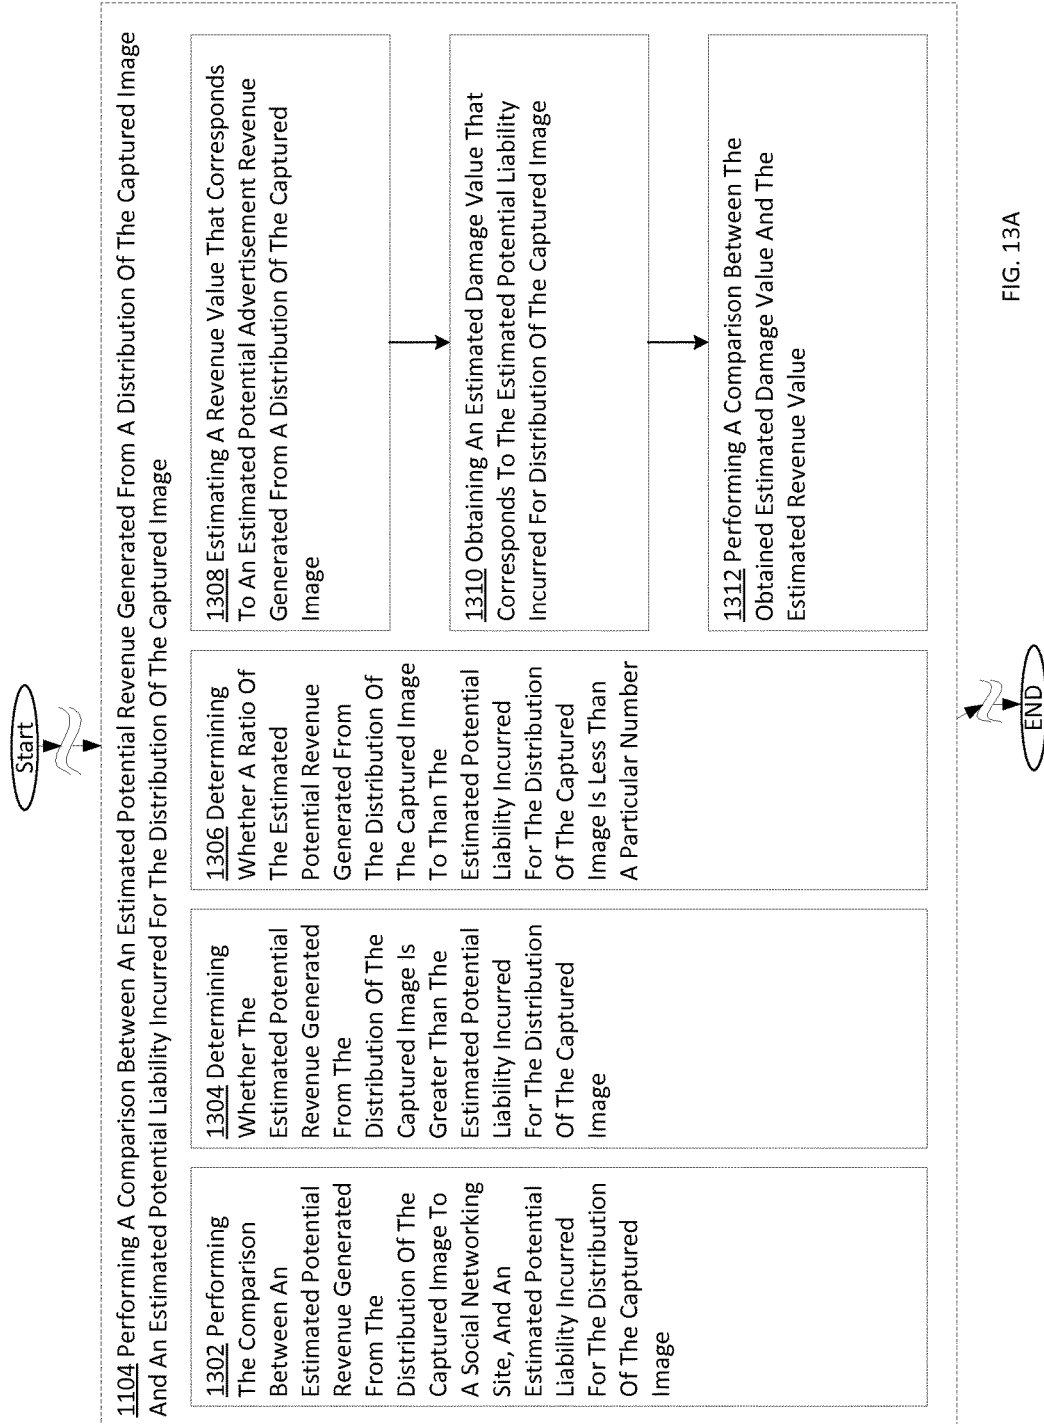 Start
1104 Performing A Comparison Between An Estimated Potential Revenue Generated From A Distribution Of The Captured Image
And An Estimated Potential Liability Incurred For The Distribution Of The Captured Image
1302 Performing
The Comparison
Between An
Estimated Potential
Revenue Generated
From The
Distribution Of The
Captured Image To
A Social Networking
Site, And An
Estimated Potential
Liability Incurred
For The Distribution
Of The Captured
Image
1304 Determining
Whether The
Estimated Potential
Revenue Generated
From The
Distribution Of The
Captured Image Is
Greater Than The
Estimated Potential
Liability Incurred
For The Distribution
Of The Captured
Image
1306 Determining
Whether A Ratio Of
The Estimated
Potential Revenue
Generated From
The Distribution Of
The Captured Image
To Than The
Estimated Potential
Liability Incurred
For The Distribution
Of The Captured
Image Is Less Than
A Particular Number
1308 Estimating A Revenue Value That Corresponds
To An Estimated Potential Advertisement Revenue
Generated From A Distribution Of The Captured
Image
1310 Obtaining An Estimated Damage Value That
Corresponds To The Estimated Potential Liability
Incurred For Distribution Of The Captured Image
1312 Performing A Comparison Between The
Obtained Estimated Damage Value And The
Estimated Revenue Value
END
FIG. 13A